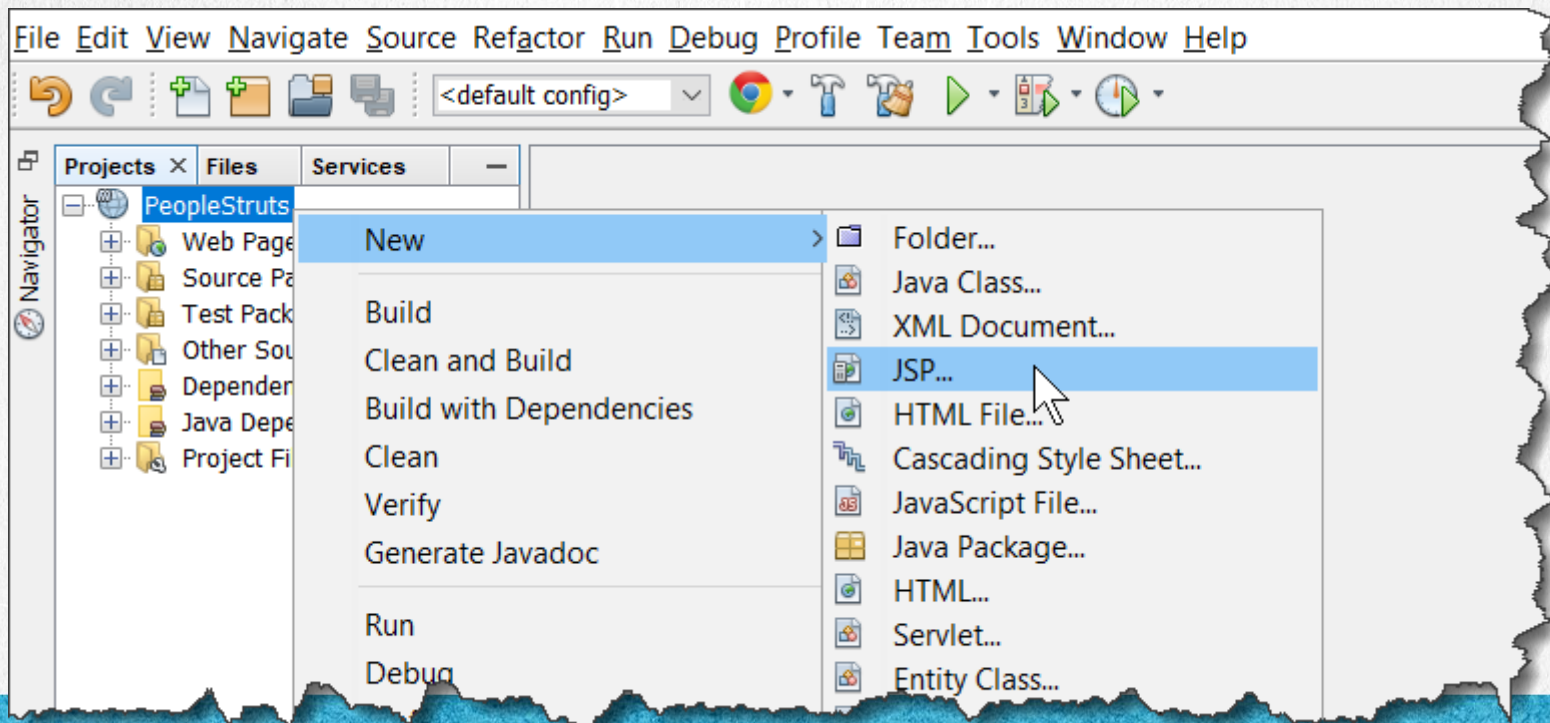 File Edit View Navigate Source Refactor Run Debug Profile Team Tools Window Help
<default config>
Projects Files Services
Navigator
PeopleStruts
Web Page
Source Pa
Test Pack
Other Sou
Depender
Java Depe
Project Fi
New
Build
Clean and Build
Build with Dependencies
Clean
Verify
Generate Javadoc
Run
Debug
Folder...
Java Class...
XML Document...
JSP...
HTML File...
Cascading Style Sheet...
JavaScript File...
Java Package...
HTML...
Servlet...
Entity Class...